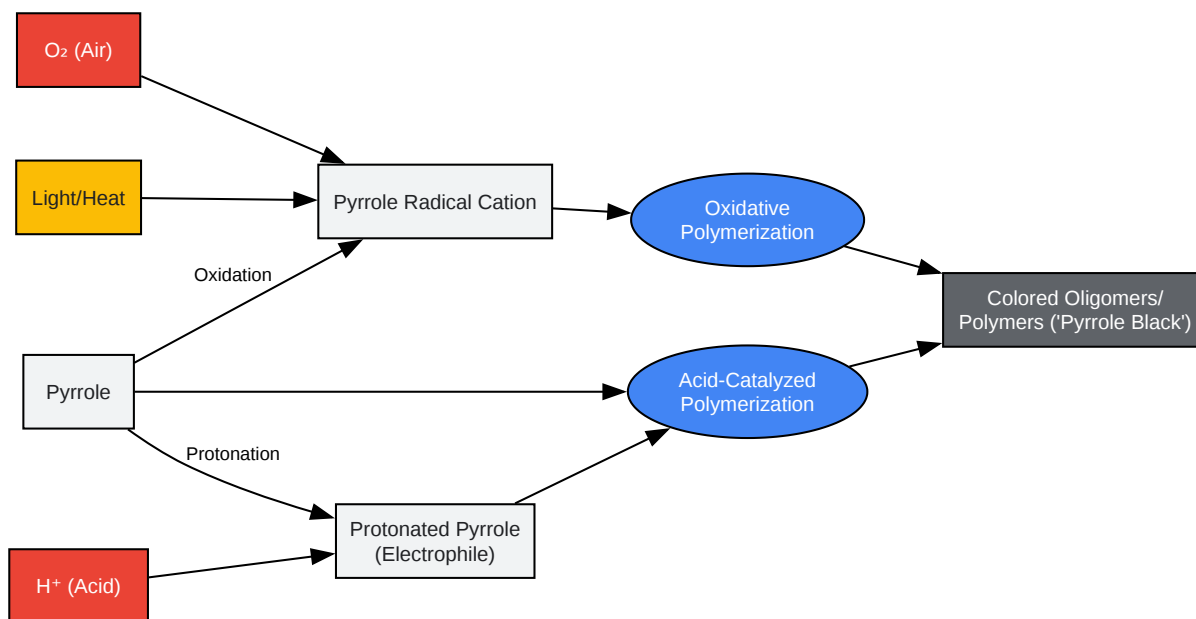 O₂ (Air)
Light/Heat
Pyrrole Radical Cation
Oxidative
Polymerization
Oxidation
Colored Oligomers/
Polymers ('Pyrrole Black')
Pyrrole
Acid-Catalyzed
Polymerization
Protonation
Protonated Pyrrole
(Electrophile)
H⁺ (Acid)